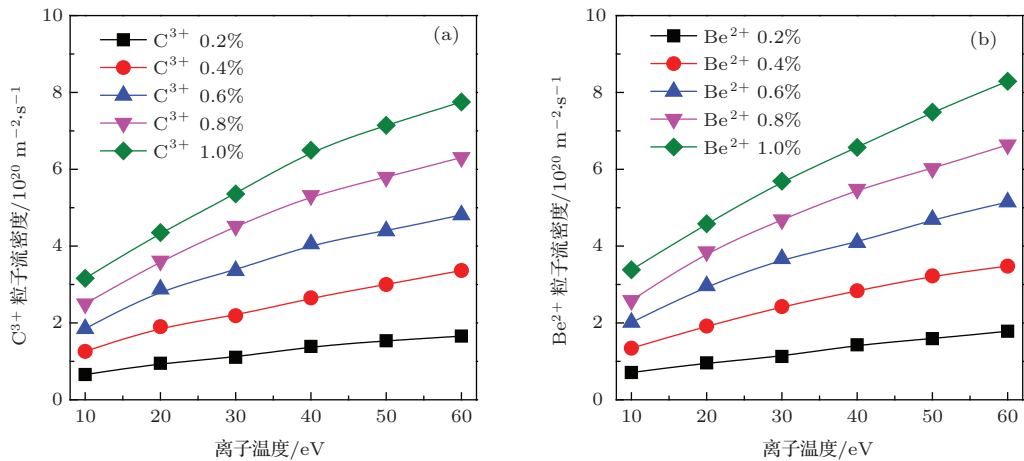 (a)
C³⁺ 0.2%
C³⁺ 0.4%
C³⁺ 0.6%
C³⁺ 0.8%
C³⁺ 1.0%
C³⁺ 粒子流密度/10²⁰ m⁻²·s⁻¹
10
8
6
4
2
0
10 20 30 40 50 60
离子温度/eV
(b)
Be²⁺ 0.2%
Be²⁺ 0.4%
Be²⁺ 0.6%
Be²⁺ 0.8%
Be²⁺ 1.0%
Be²⁺ 粒子流密度/10²⁰ m⁻²·s⁻¹
10
8
6
4
2
0
10 20 30 40 50 60
离子温度/eV